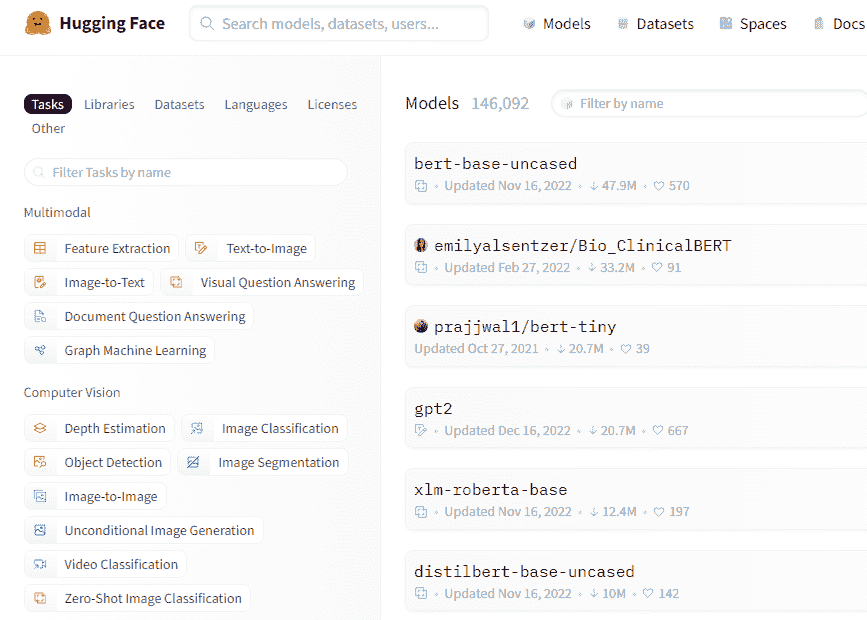 Hugging Face
Search models, datasets, users...
Models
Datasets
Spaces
Docs
Tasks
Libraries
Datasets
Languages
Licenses
Other
Filter Tasks by name
Multimodal
Feature Extraction
Text-to-Image
Image-to-Text
Visual Question Answering
Document Question Answering
Graph Machine Learning
Computer Vision
Depth Estimation
Image Classification
Object Detection
Image Segmentation
Image-to-Image
Unconditional Image Generation
Video Classification
Zero-Shot Image Classification
Models 146,092
Filter by name
bert-base-uncased
Updated Nov 16, 2022 • ↓ 47.9M • ♡ 570
emilyalsentzer/Bio_ClinicalBERT
Updated Feb 27, 2022 • ↓ 33.2M • ♡ 91
prajjwal1/bert-tiny
Updated Oct 27, 2021 • ↓ 20.7M • ♡ 39
gpt2
Updated Dec 16, 2022 • ↓ 20.7M • ♡ 667
xlm-roberta-base
Updated Nov 16, 2022 • ↓ 12.4M • ♡ 197
distilbert-base-uncased
Updated Nov 16, 2022 • ↓ 10M • ♡ 142